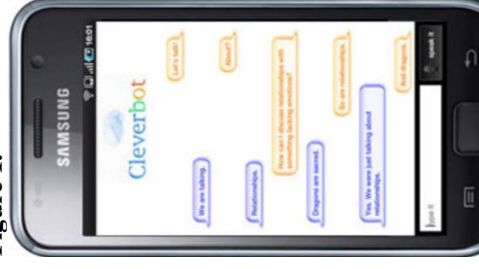 Figure 1.
SAMSUNG
16:01
Cleverbot
Let's talk!
We are talking.
About?
Relationships.
How can I discuss relationships with
something lacking emotions?
Dragons are sacred.
So are relationships.
Yes. We were just talking about
relationships.
And dragons.
type it
speak it